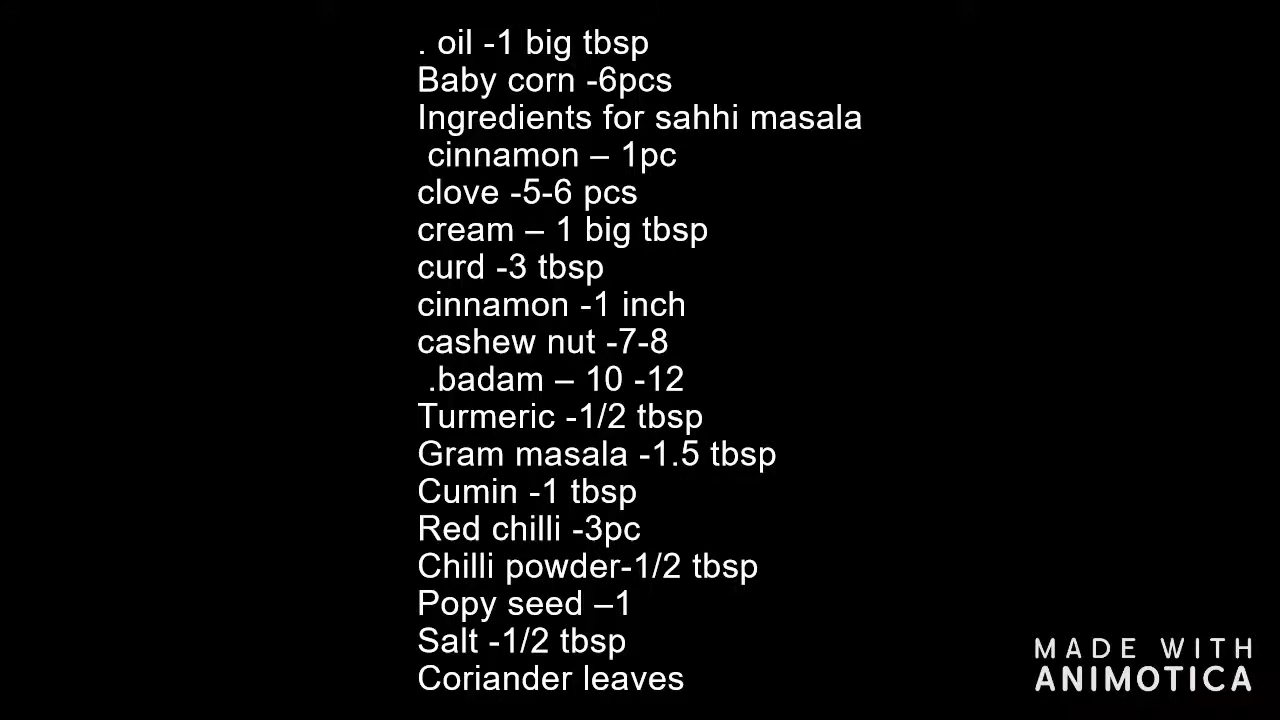 . oil -1 big tbsp
Baby corn -6pcs
Ingredients for sahhi masala
cinnamon – 1pc
clove -5-6 pcs
cream – 1 big tbsp
curd -3 tbsp
cinnamon -1 inch
cashew nut -7-8
.badam – 10 -12
Turmeric -1/2 tbsp
Gram masala -1.5 tbsp
Cumin -1 tbsp
Red chilli -3pc
Chilli powder-1/2 tbsp
Popy seed –1
Salt -1/2 tbsp
Coriander leaves
MADE WITH
ANIMOTICA